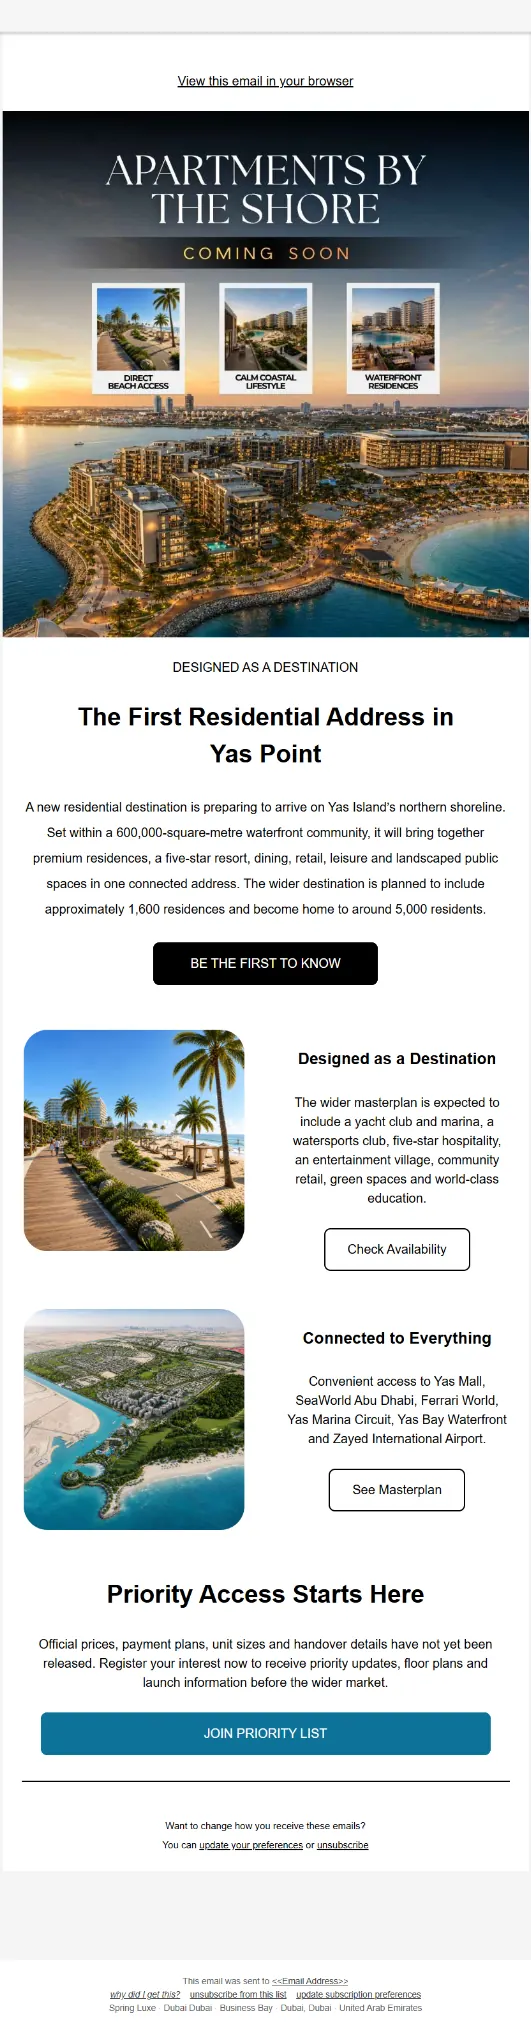 View this email in your browser
APARTMENTS BY
THE SHORE
COMING SOON
DIRECT
BEACH ACCESS
CALM COASTAL
LIFESTYLE
WATERFRONT
RESIDENCES
DESIGNED AS A DESTINATION
The First Residential Address in
Yas Point
A new residential destination is preparing to arrive on Yas Island's northern shoreline.
Set within a 600,000-square-metre waterfront community, it will bring together
premium residences, a five-star resort, dining, retail, leisure and landscaped public
spaces in one connected address. The wider destination is planned to include
approximately 1,600 residences and become home to around 5,000 residents.
BE THE FIRST TO KNOW
Designed as a Destination
The wider masterplan is expected to
include a yacht club and marina, a
watersports club, five-star hospitality,
an entertainment village, community
retail, green spaces and world-class
education.
Check Availability
Connected to Everything
Convenient access to Yas Mall,
SeaWorld Abu Dhabi, Ferrari World,
Yas Marina Circuit, Yas Bay Waterfront
and Zayed International Airport.
See Masterplan
Priority Access Starts Here
Official prices, payment plans, unit sizes and handover details have not yet been
released. Register your interest now to receive priority updates, floor plans and
launch information before the wider market.
JOIN PRIORITY LIST
Want to change how you receive these emails?
You can update your preferences or unsubscribe
This email was sent to <<Email Address>>
why did I get this? unsubscribe from this list update subscription preferences
Spring Luxe · Dubai Dubai · Business Bay · Dubai, Dubai · United Arab Emirates